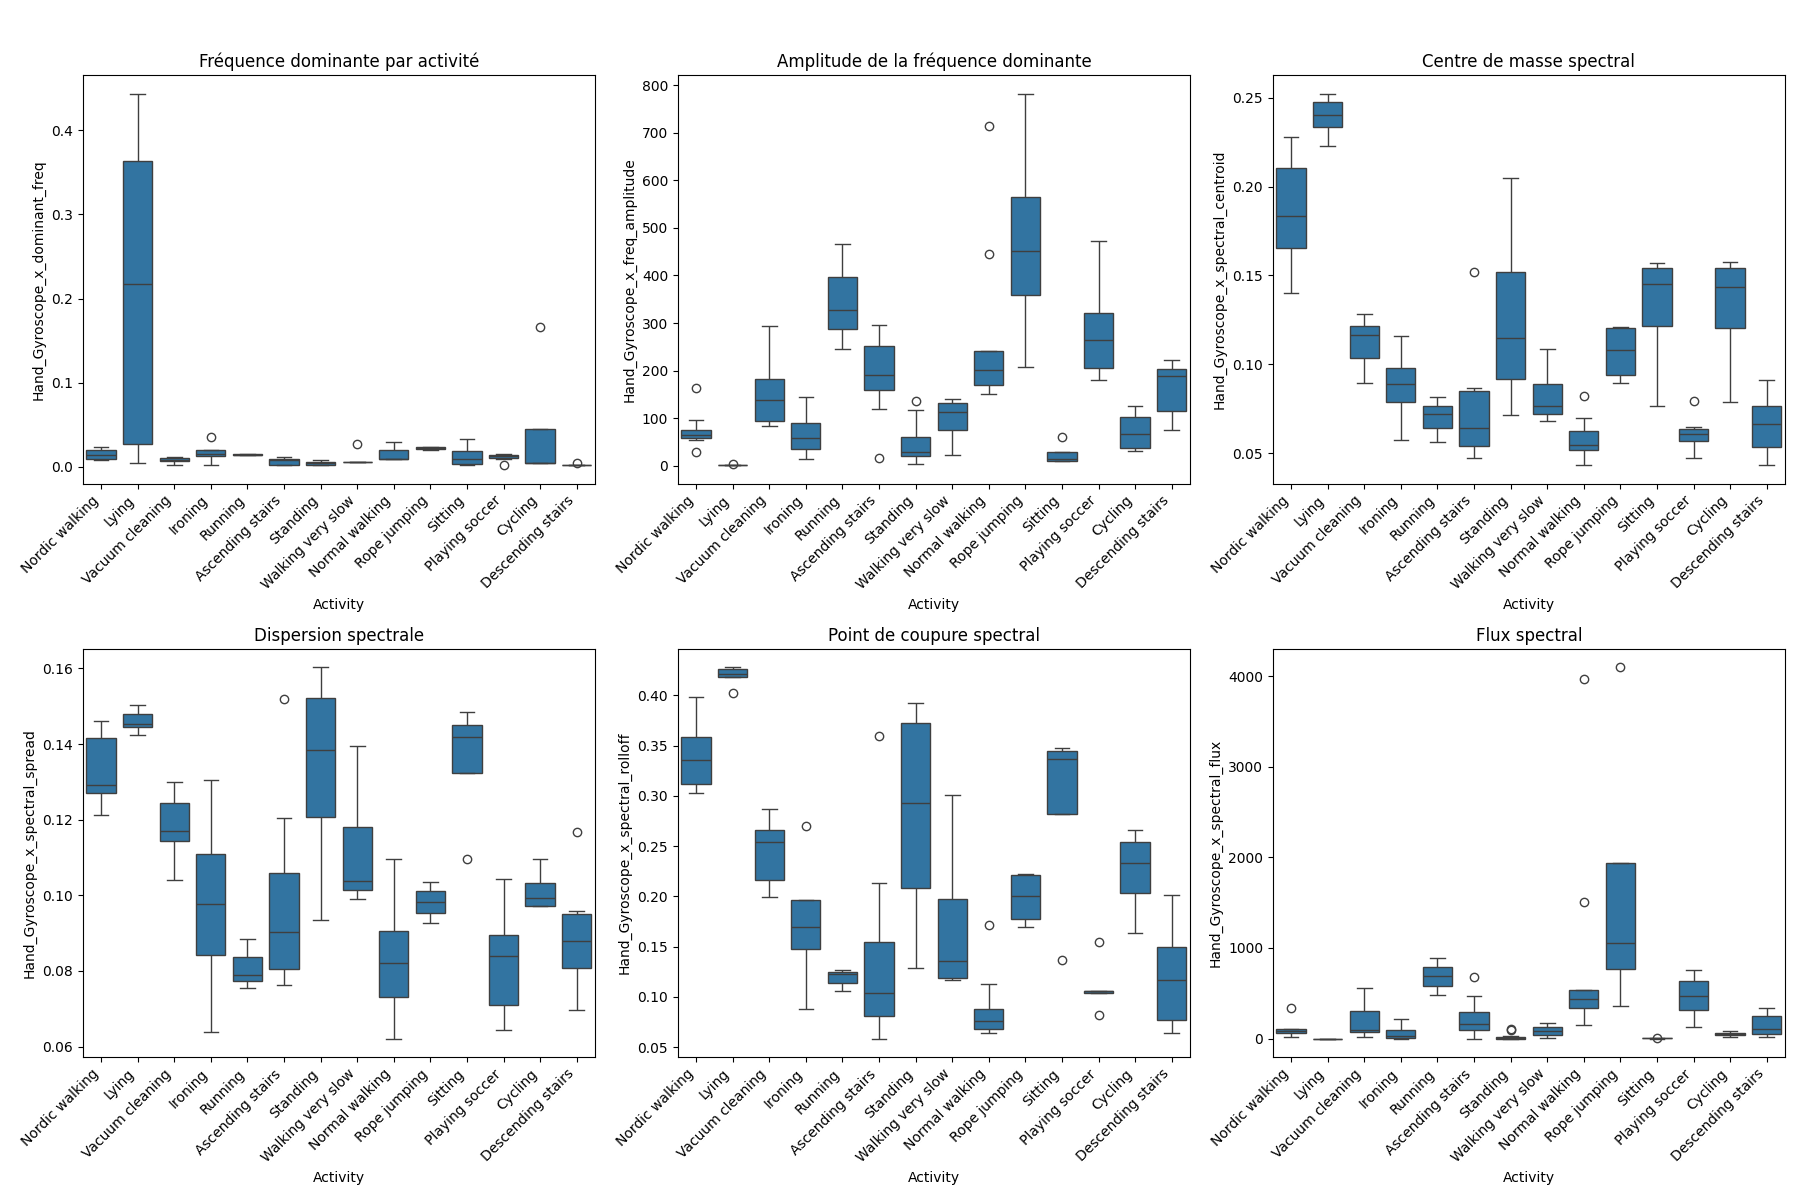 Fréquence dominante par activité
Amplitude de la fréquence dominante
Centre de masse spectral
Hand_Gyroscope_x_dominant_freq
0.4
0.3
0.2
0.1
0.0
Nordic walking
Lying
Vacuum cleaning
Ironing
Running
Ascending stairs
Standing
Walking very slow
Normal walking
Rope jumping
Sitting
Playing soccer
Cycling
Descending stairs
Activity
Hand_Gyroscope_x_freq_amplitude
800
700
600
500
400
300
200
100
0
Nordic walking
Lying
Vacuum cleaning
Ironing
Running
Ascending stairs
Standing
Walking very slow
Normal walking
Rope jumping
Sitting
Playing soccer
Cycling
Descending stairs
Activity
Hand_Gyroscope_x_spectral_centroid
0.25
0.20
0.15
0.10
0.05
Nordic walking
Lying
Vacuum cleaning
Ironing
Running
Ascending stairs
Standing
Walking very slow
Normal walking
Rope jumping
Sitting
Playing soccer
Cycling
Descending stairs
Activity
Dispersion spectrale
Point de coupure spectral
Flux spectral
Hand_Gyroscope_x_spectral_spread
0.16
0.14
0.12
0.10
0.08
0.06
Nordic walking
Lying
Vacuum cleaning
Ironing
Running
Ascending stairs
Standing
Walking very slow
Normal walking
Rope jumping
Sitting
Playing soccer
Cycling
Descending stairs
Activity
Hand_Gyroscope_x_spectral_rolloff
0.40
0.35
0.30
0.25
0.20
0.15
0.10
0.05
Nordic walking
Lying
Vacuum cleaning
Ironing
Running
Ascending stairs
Standing
Walking very slow
Normal walking
Rope jumping
Sitting
Playing soccer
Cycling
Descending stairs
Activity
Hand_Gyroscope_x_spectral_flux
4000
3000
2000
1000
0
Nordic walking
Lying
Vacuum cleaning
Ironing
Running
Ascending stairs
Standing
Walking very slow
Normal walking
Rope jumping
Sitting
Playing soccer
Cycling
Descending stairs
Activity